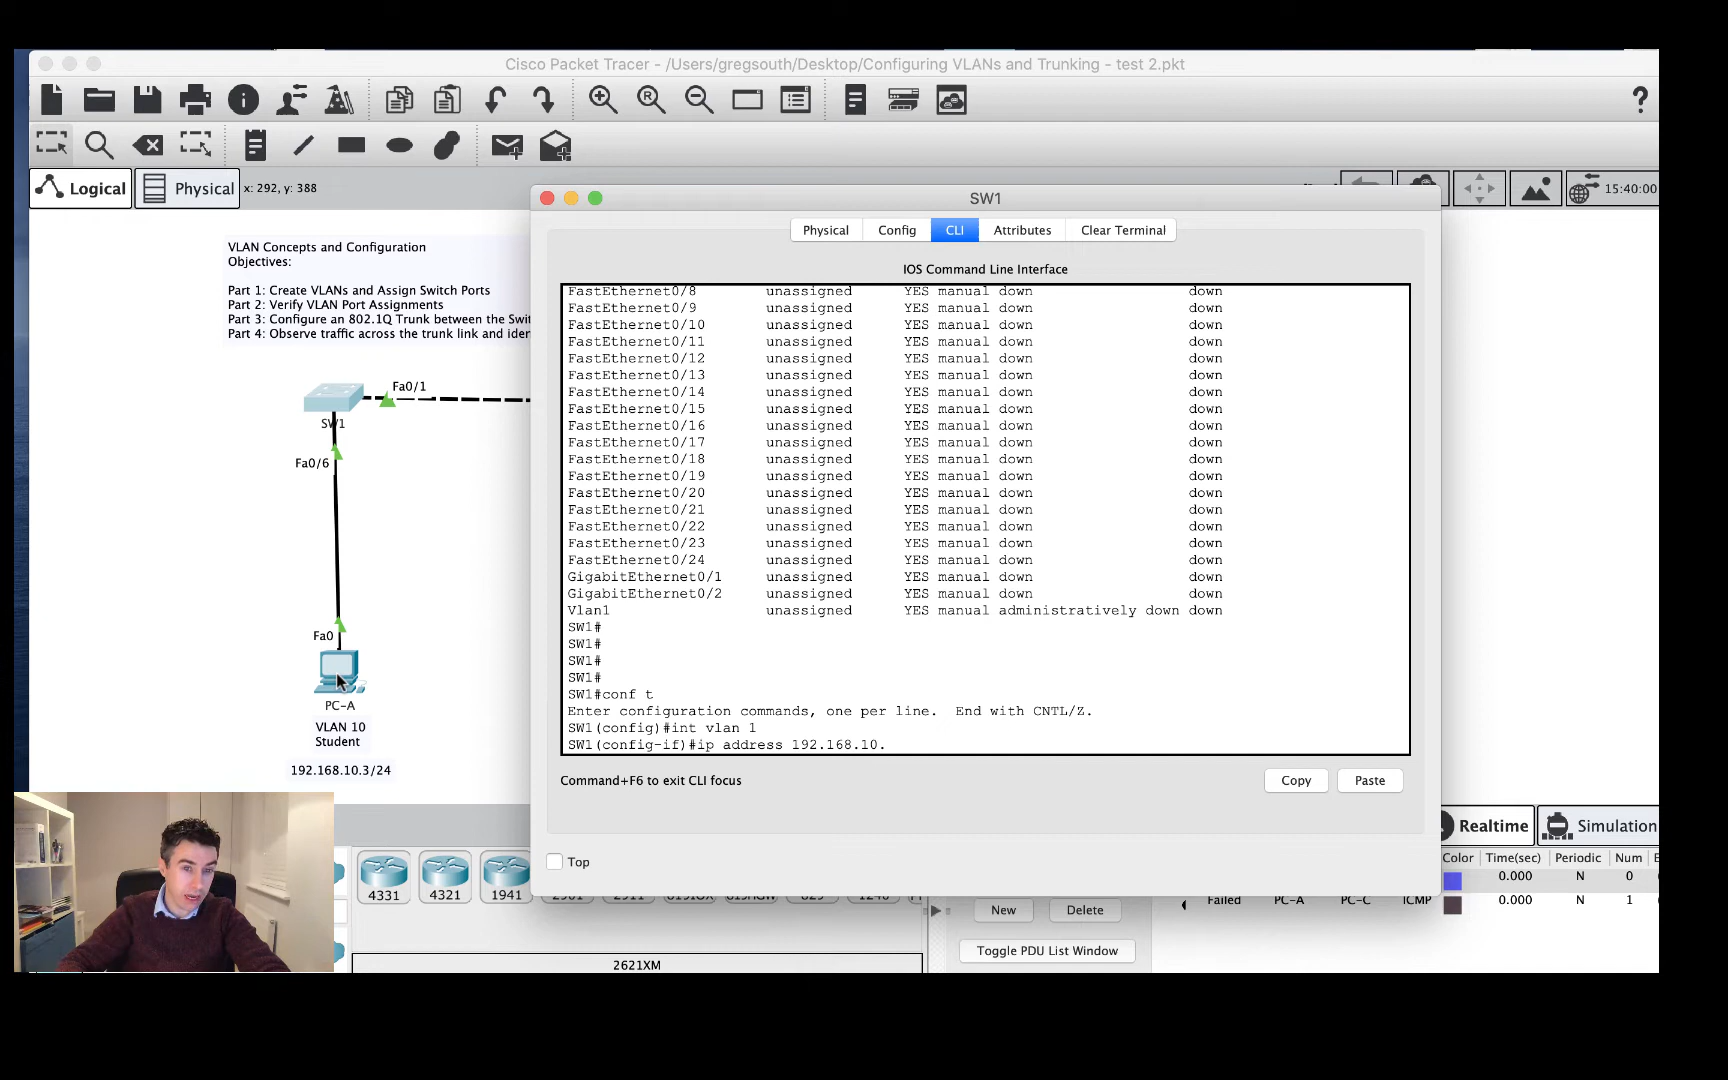 Cisco Packet Tracer - /Users/gregsouth/Desktop/Configuring VLANs and Trunking - test 2.pkt
Logical
Physical
x: 292, y: 388
15:40:00
VLAN Concepts and Configuration
Objectives:
Part 1: Create VLANs and Assign Switch Ports
Part 2: Verify VLAN Port Assignments
Part 3: Configure an 802.1Q Trunk between the Swit
Part 4: Observe traffic across the trunk link and iden
Fa0/1
SW1
Fa0/6
Fa0
PC-A
VLAN 10
Student
192.168.10.3/24
SW1
Physical
Config
CLI
Attributes
Clear Terminal
IOS Command Line Interface
FastEthernet0/8 unassigned YES manual down down
FastEthernet0/9 unassigned YES manual down down
FastEthernet0/10 unassigned YES manual down down
FastEthernet0/11 unassigned YES manual down down
FastEthernet0/12 unassigned YES manual down down
FastEthernet0/13 unassigned YES manual down down
FastEthernet0/14 unassigned YES manual down down
FastEthernet0/15 unassigned YES manual down down
FastEthernet0/16 unassigned YES manual down down
FastEthernet0/17 unassigned YES manual down down
FastEthernet0/18 unassigned YES manual down down
FastEthernet0/19 unassigned YES manual down down
FastEthernet0/20 unassigned YES manual down down
FastEthernet0/21 unassigned YES manual down down
FastEthernet0/22 unassigned YES manual down down
FastEthernet0/23 unassigned YES manual down down
FastEthernet0/24 unassigned YES manual down down
GigabitEthernet0/1 unassigned YES manual down down
GigabitEthernet0/2 unassigned YES manual down down
Vlan1 unassigned YES manual administratively down down
SW1#
SW1#
SW1#
SW1#
SW1#conf t
Enter configuration commands, one per line. End with CNTL/Z.
SW1(config)#int vlan 1
SW1(config-if)#ip address 192.168.10.
Command+F6 to exit CLI focus
Copy
Paste
Top
Realtime
Simulation
4331
4321
1941
2621XM
New
Delete
Toggle PDU List Window
Color Time(sec) Periodic Num
0.000 N 0
Failed PC-A PC-C ICMP 0.000 N 1